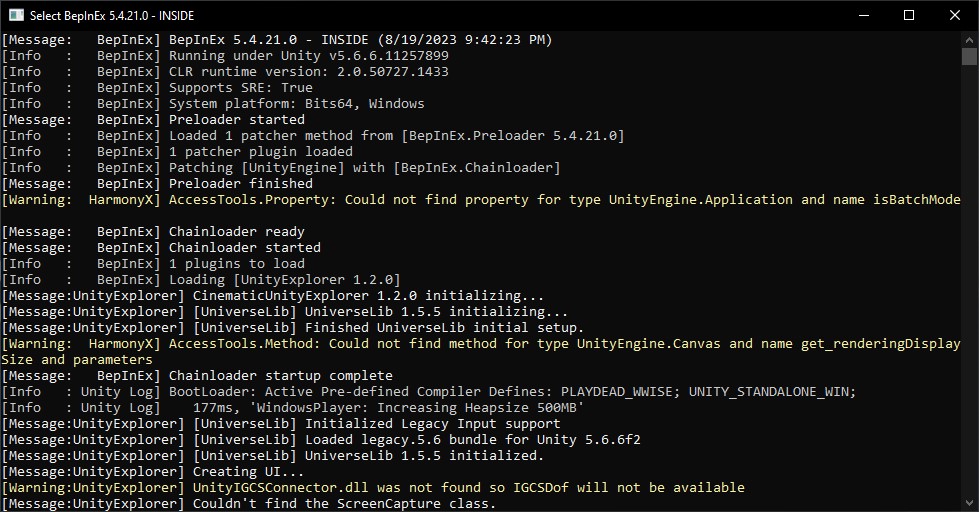 Select BepInEx 5.4.21.0 - INSIDE
[Message:   BepInEx] BepInEx 5.4.21.0 - INSIDE (8/19/2023 9:42:23 PM)
[Info   :   BepInEx] Running under Unity v5.6.6.11257899
[Info   :   BepInEx] CLR runtime version: 2.0.50727.1433
[Info   :   BepInEx] Supports SRE: True
[Info   :   BepInEx] System platform: Bits64, Windows
[Message:   BepInEx] Preloader started
[Info   :   BepInEx] Loaded 1 patcher method from [BepInEx.Preloader 5.4.21.0]
[Info   :   BepInEx] 1 patcher plugin loaded
[Info   :   BepInEx] Patching [UnityEngine] with [BepInEx.Chainloader]
[Message:   BepInEx] Preloader finished
[Warning:  HarmonyX] AccessTools.Property: Could not find property for type UnityEngine.Application and name isBatchMode
[Message:   BepInEx] Chainloader ready
[Message:   BepInEx] Chainloader started
[Info   :   BepInEx] 1 plugins to load
[Info   :   BepInEx] Loading [UnityExplorer 1.2.0]
[Message:UnityExplorer] CinematicUnityExplorer 1.2.0 initializing...
[Message:UnityExplorer] [UniverseLib] UniverseLib 1.5.5 initializing...
[Message:UnityExplorer] [UniverseLib] Finished UniverseLib initial setup.
[Warning:  HarmonyX] AccessTools.Method: Could not find method for type UnityEngine.Canvas and name get_renderingDisplay
Size and parameters
[Message:   BepInEx] Chainloader startup complete
[Info   : Unity Log] BootLoader: Active Pre-defined Compiler Defines: PLAYDEAD_WWISE; UNITY_STANDALONE_WIN;
[Info   : Unity Log]    177ms, 'WindowsPlayer: Increasing Heapsize 500MB'
[Message:UnityExplorer] [UniverseLib] Initialized Legacy Input support
[Message:UnityExplorer] [UniverseLib] Loaded legacy.5.6 bundle for Unity 5.6.6f2
[Message:UnityExplorer] [UniverseLib] UniverseLib 1.5.5 initialized.
[Message:UnityExplorer] Creating UI...
[Warning:UnityExplorer] UnityIGCSConnector.dll was not found so IGCSDof will not be available
[Message:UnityExplorer] Couldn't find the ScreenCapture class.